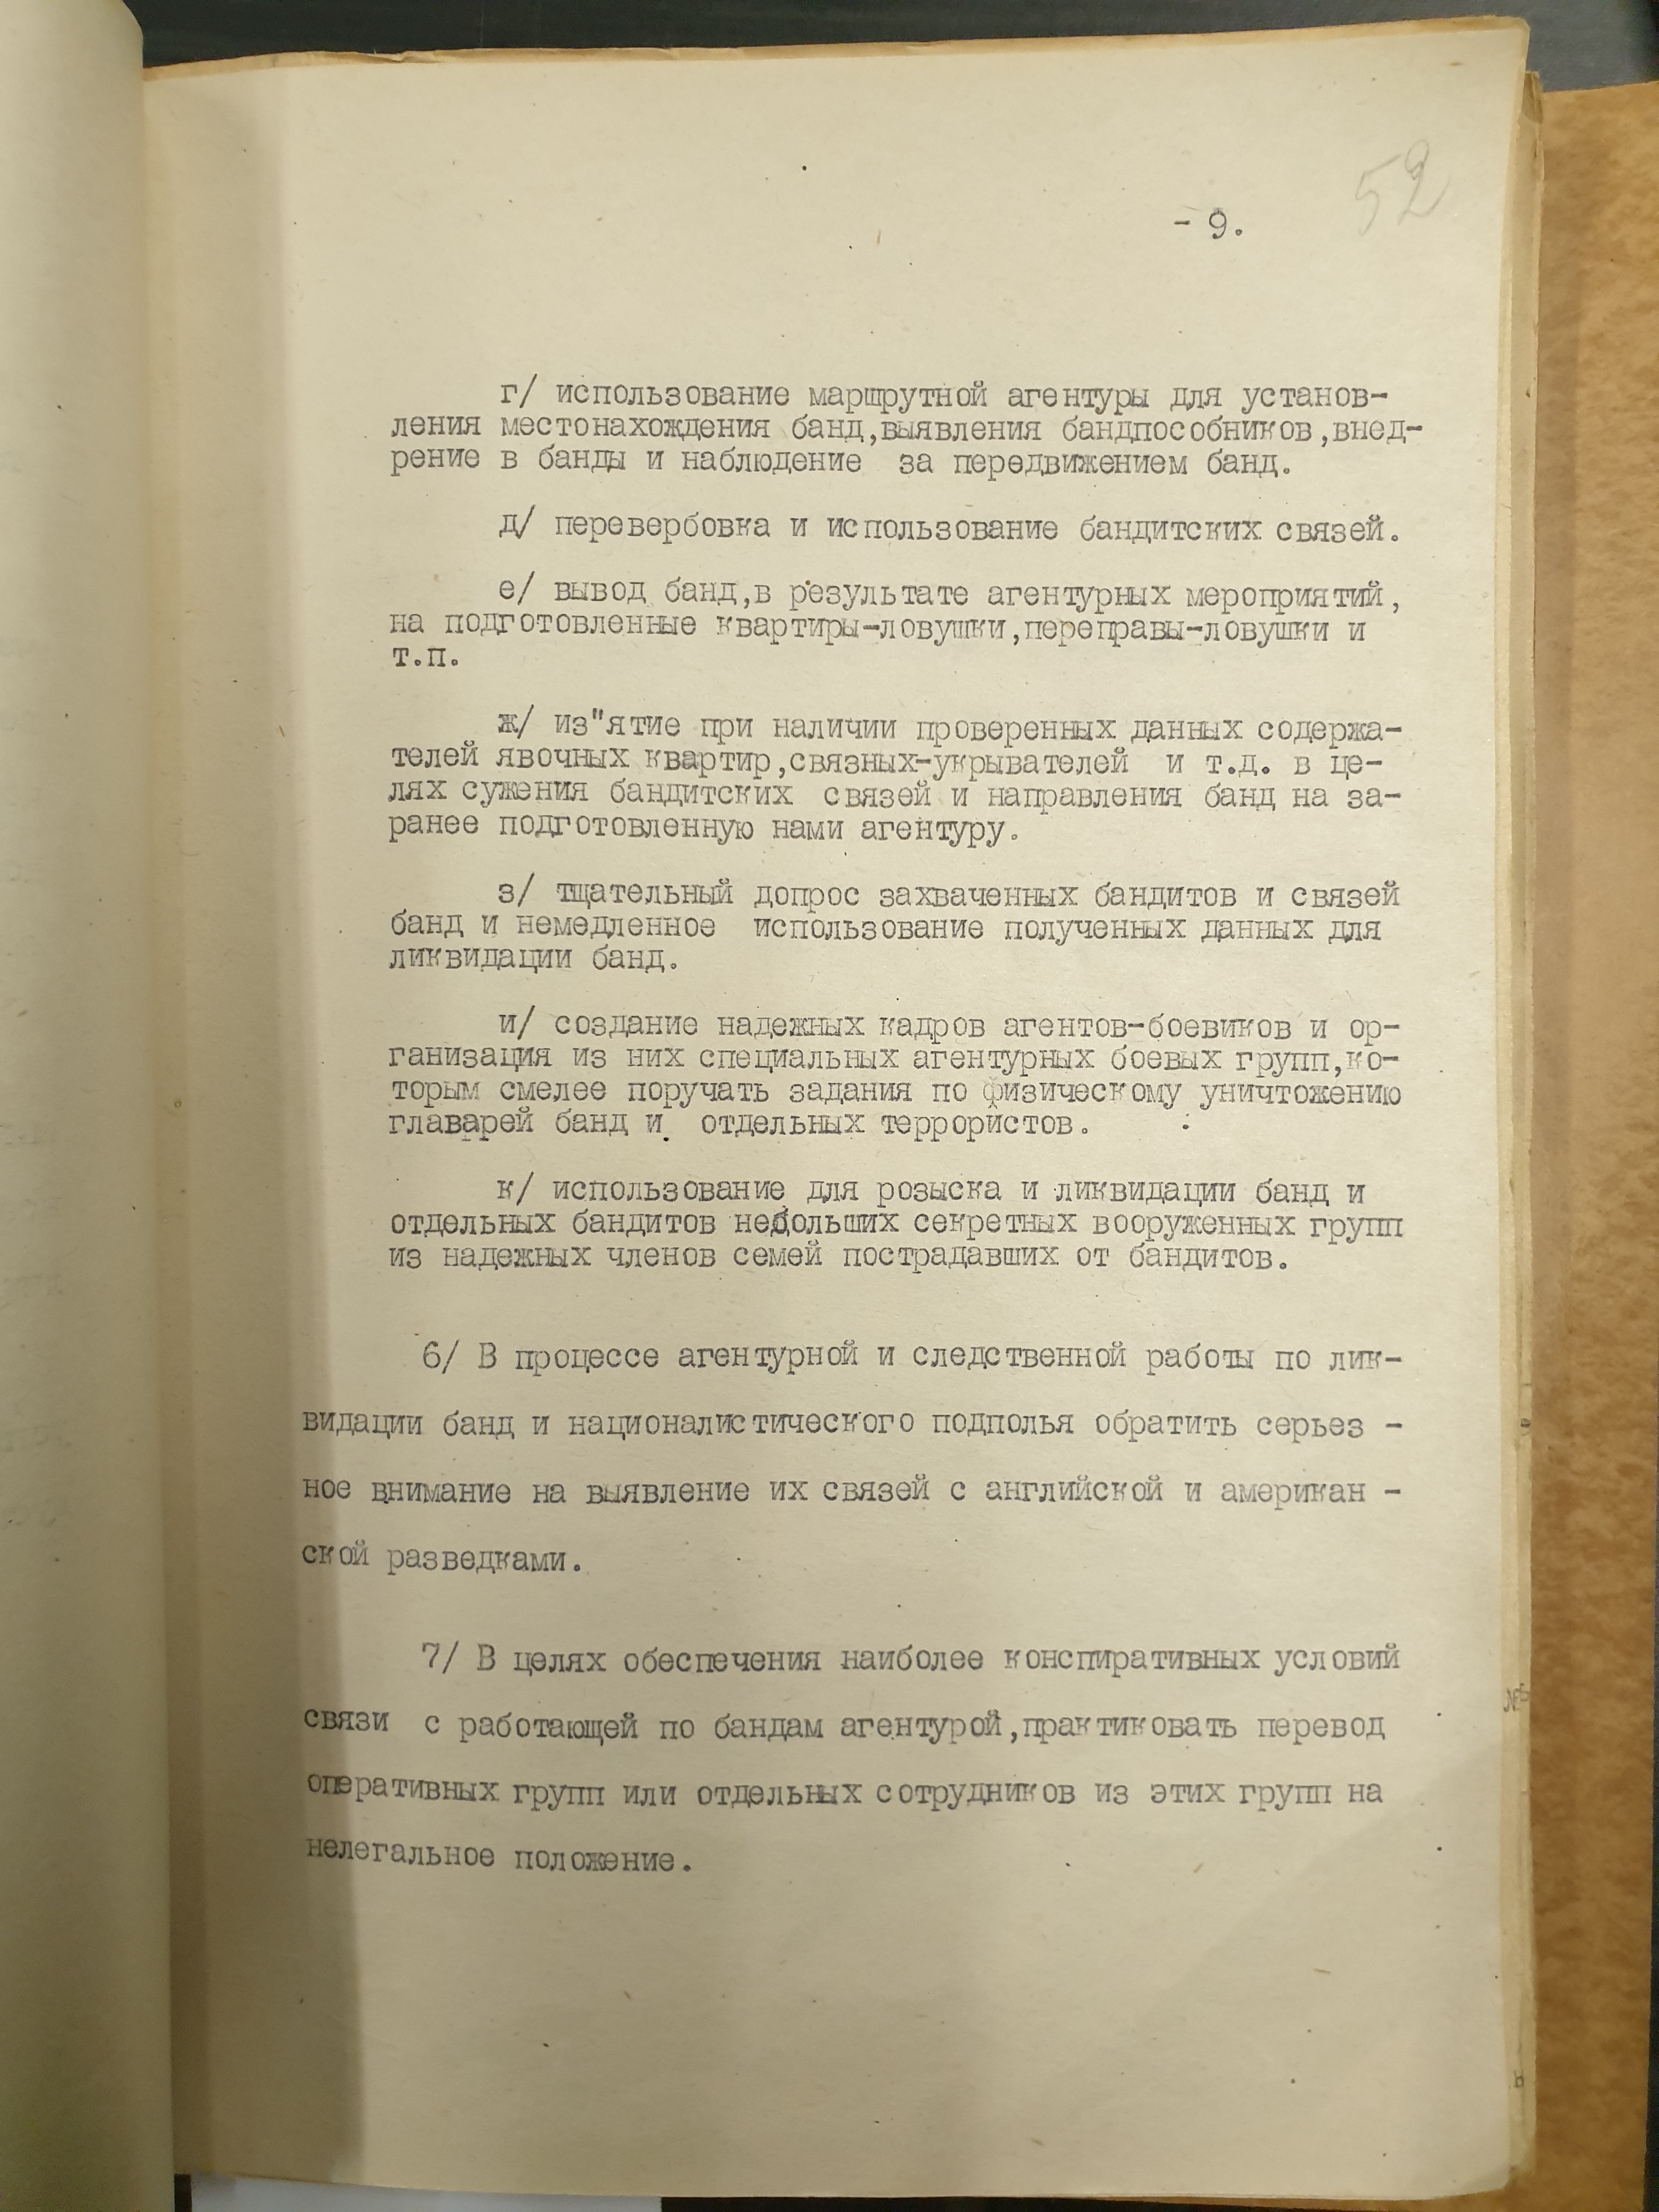 52
- 9.
г/ использование маршрутной агентуры для установ-
ления местонахождения банд,выявления бандпособников,внед-
рение в банды и наблюдение за передвижением банд.
д/ перевербовка и использование бандитских связей.
е/ вывод банд,в результате агентурных мероприятий,
на подготовленные квартиры-ловушки,переправы-ловушки и
т.п.
ж/ из"ятие при наличии проверенных данных содержа-
телей явочных квартир,связных-укрывателей и т.д. в це-
лях сужения бандитских связей и направления банд на за-
ранее подготовленную нами агентуру.
з/ тщательный допрос захваченных бандитов и связей
банд и немедленное использование полученных данных для
ликвидации банд.
и/ создание надежных кадров агентов-боевиков и ор-
ганизация из них специальных агентурных боевых групп,ко-
торым смелее поручать задания по физическому уничтожению
главарей банд и отдельных террористов.
к/ использование для розыска и ликвидации банд и
отдельных бандитов небольших секретных вооруженных групп
из надежных членов семей пострадавших от бандитов.
6/ В процессе агентурной и следственной работы по лик-
видации банд и националистического подполья обратить серьез -
ное внимание на выявление их связей с английской и американ -
ской разведками.
7/ В целях обеспечения наиболее конспиративных условий
связи с работающей по бандам агентурой,практиковать перевод
оперативных групп или отдельных сотрудников из этих групп на
нелегальное положение.